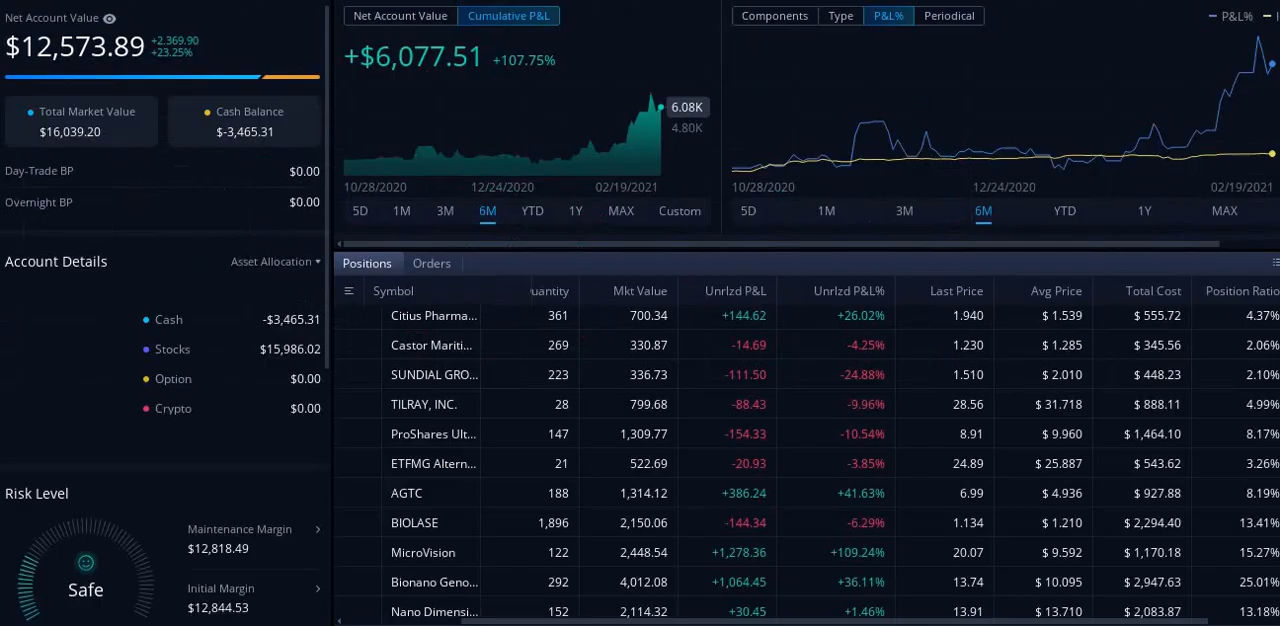 Net Account Value
$12,573.89 +2.369.90
+23.25%
Total Market Value
$16,039.20
Cash Balance
$-3,465.31
Day-Trade BP $0.00
Overnight BP $0.00
Account Details Asset Allocation
Cash -$3,465.31
Stocks $15,986.02
Option $0.00
Crypto $0.00
Risk Level
Safe
Maintenance Margin
$12,818.49
Initial Margin
$12,844.53
Net Account Value Cumulative P&L
+$6,077.51 +107.75%
6.08K
4.80K
10/28/2020 12/24/2020 02/19/2021
5D 1M 3M 6M YTD 1Y MAX Custom
Components Type P&L% Periodical
P&L%
10/28/2020 12/24/2020 02/19/2021
5D 1M 3M 6M YTD 1Y MAX
Positions Orders
Symbol uantity Mkt Value Unrlzd P&L Unrlzd P&L% Last Price Avg Price Total Cost Position Ratio
Citius Pharma... 361 700.34 +144.62 +26.02% 1.940 $ 1.539 $ 555.72 4.37%
Castor Mariti... 269 330.87 -14.69 -4.25% 1.230 $ 1.285 $ 345.56 2.06%
SUNDIAL GRO... 223 336.73 -111.50 -24.88% 1.510 $ 2.010 $ 448.23 2.10%
TILRAY, INC. 28 799.68 -88.43 -9.96% 28.56 $ 31.718 $ 888.11 4.99%
ProShares Ult... 147 1,309.77 -154.33 -10.54% 8.91 $ 9.960 $ 1,464.10 8.17%
ETFMG Altern... 21 522.69 -20.93 -3.85% 24.89 $ 25.887 $ 543.62 3.26%
AGTC 188 1,314.12 +386.24 +41.63% 6.99 $ 4.936 $ 927.88 8.19%
BIOLASE 1,896 2,150.06 -144.34 -6.29% 1.134 $ 1.210 $ 2,294.40 13.41%
MicroVision 122 2,448.54 +1,278.36 +109.24% 20.07 $ 9.592 $ 1,170.18 15.27%
Bionano Geno... 292 4,012.08 +1,064.45 +36.11% 13.74 $ 10.095 $ 2,947.63 25.01%
Nano Dimensi... 152 2,114.32 +30.45 +1.46% 13.91 $ 13.710 $ 2,083.87 13.18%